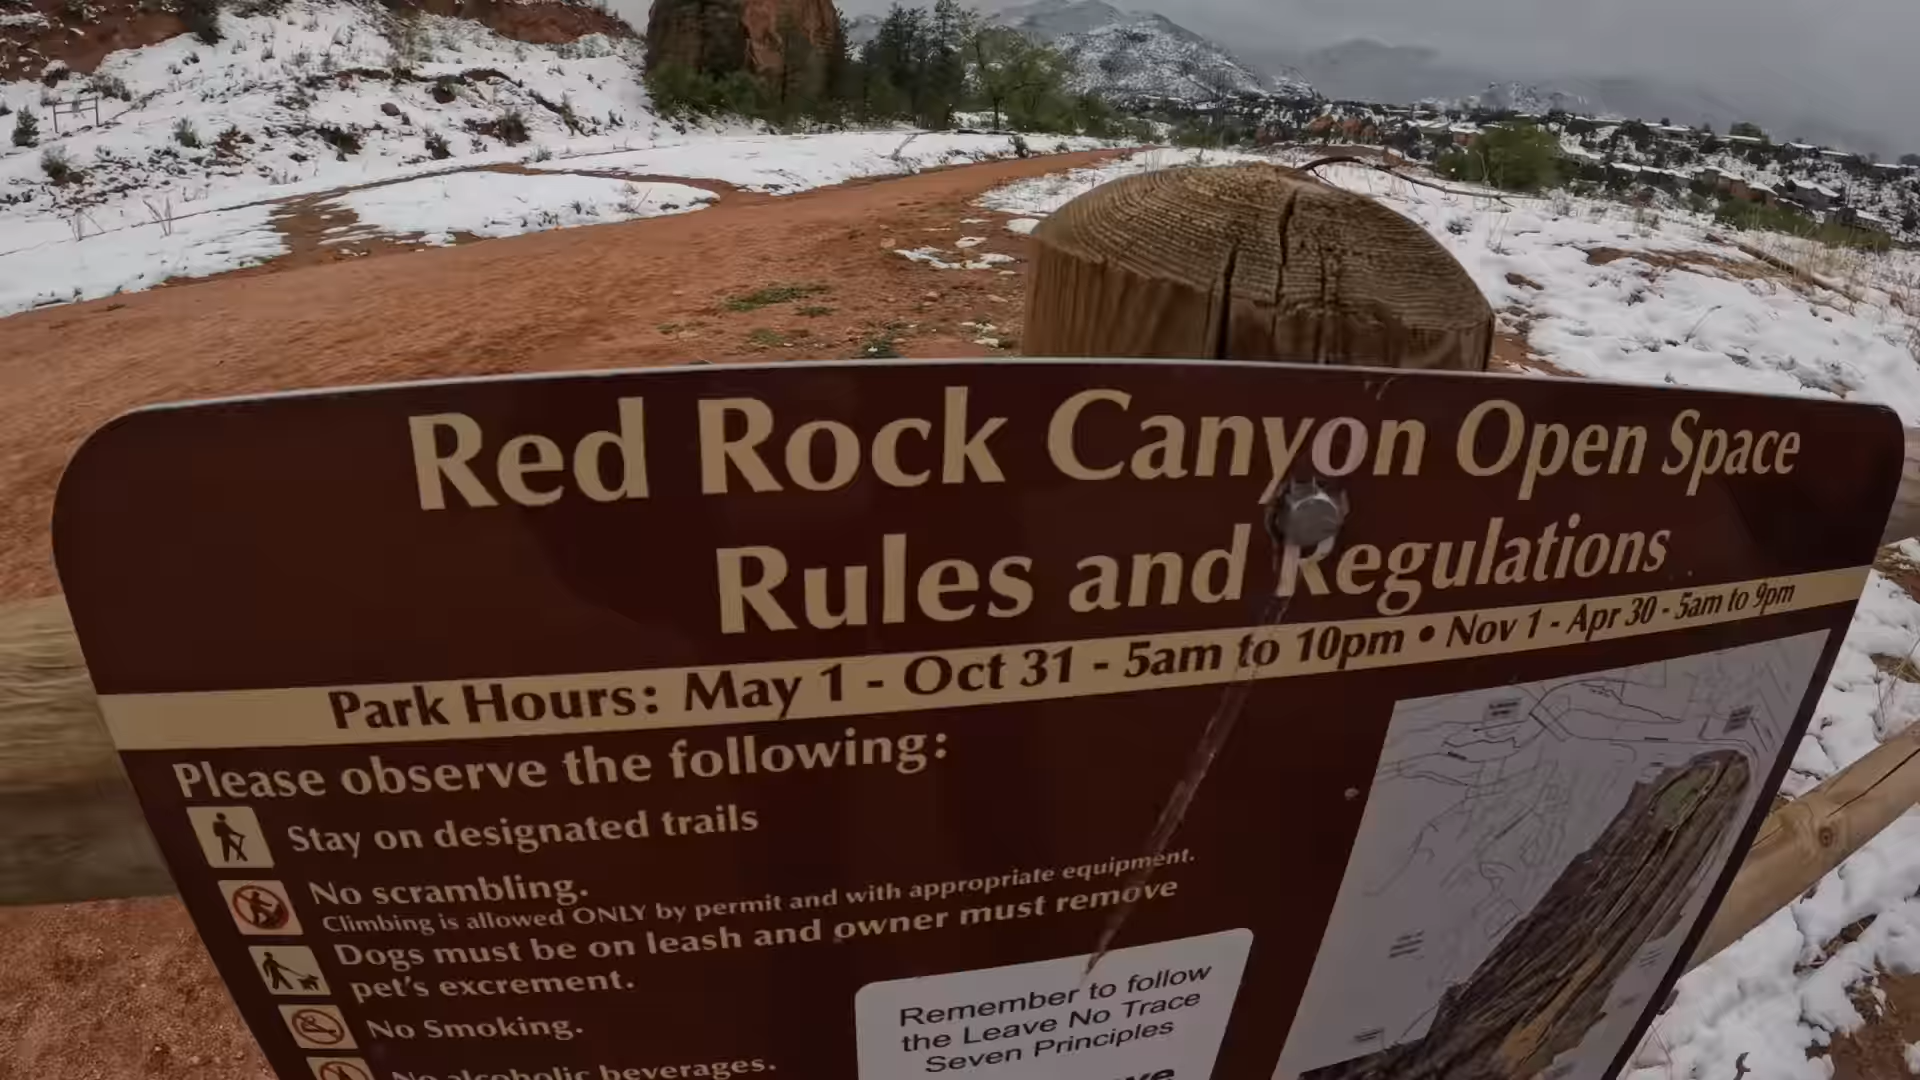 Red Rock Canyon Open Space
Rules and Regulations
Park Hours: May 1 - Oct 31 - 5am to 10pm • Nov 1 - Apr 30 - 5am to 9pm
Please observe the following:
Stay on designated trails
No scrambling.
Climbing is allowed ONLY by permit and with appropriate equipment.
Dogs must be on leash and owner must remove
pet's excrement.
No Smoking.
No alcoholic beverages.
Remember to follow
the Leave No Trace
Seven Principles